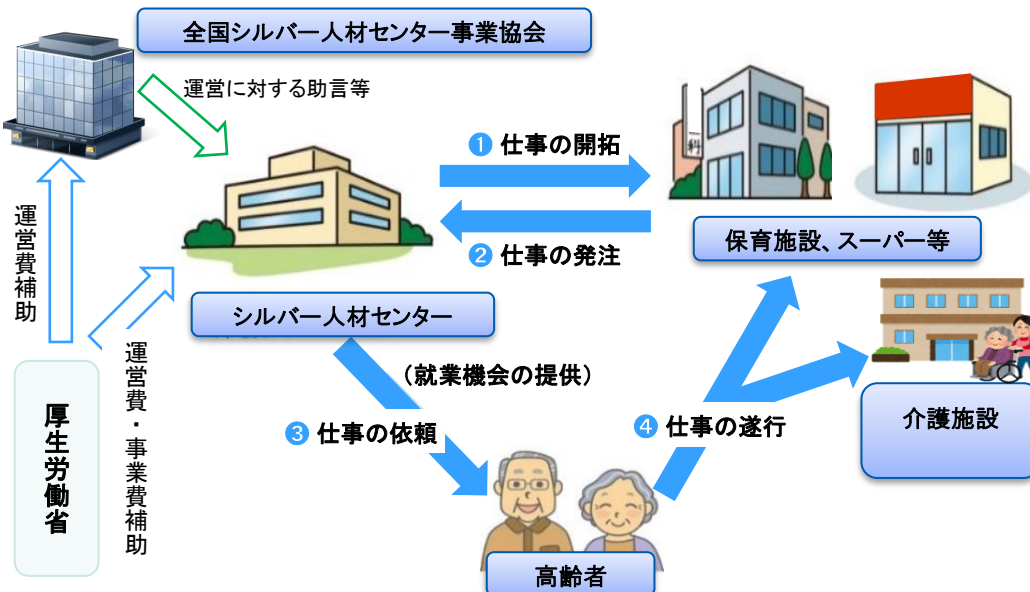 全国シルバー人材センター事業協会
運営に対する助言等
❶ 仕事の開拓
科
❷ 仕事の発注
保育施設、スーパー等
運営費補助
シルバー人材センター
運営費・事業費補助
(就業機会の提供)
❸ 仕事の依頼
❹ 仕事の遂行
介護施設
厚生労働省
高齢者